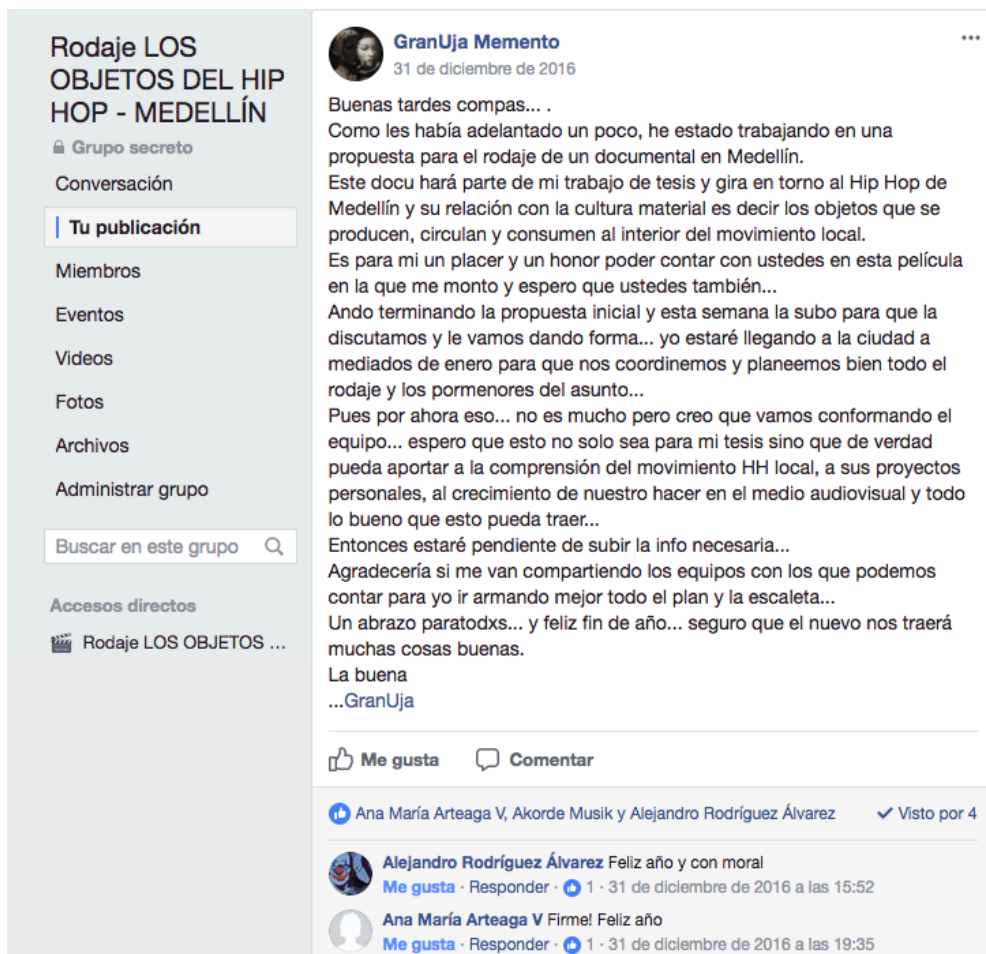 Rodaje LOS
OBJETOS DEL HIP
HOP - MEDELLÍN
Grupo secreto
Conversación
Tu publicación
Miembros
Eventos
Videos
Fotos
Archivos
Administrar grupo
Buscar en este grupo
Accesos directos
Rodaje LOS OBJETOS ...
GranUja Memento
31 de diciembre de 2016
Buenas tardes compas... .
Como les había adelantado un poco, he estado trabajando en una
propuesta para el rodaje de un documental en Medellín.
Este docu hará parte de mi trabajo de tesis y gira en torno al Hip Hop de
Medellín y su relación con la cultura material es decir los objetos que se
producen, circulan y consumen al interior del movimiento local.
Es para mi un placer y un honor poder contar con ustedes en esta película
en la que me monto y espero que ustedes también...
Ando terminando la propuesta inicial y esta semana la subo para que la
discutamos y le vamos dando forma... yo estaré llegando a la ciudad a
mediados de enero para que nos coordinemos y planeemos bien todo el
rodaje y los pormenores del asunto...
Pues por ahora eso... no es mucho pero creo que vamos conformando el
equipo... espero que esto no solo sea para mi tesis sino que de verdad
pueda aportar a la comprensión del movimiento HH local, a sus proyectos
personales, al crecimiento de nuestro hacer en el medio audiovisual y todo
lo bueno que esto pueda traer...
Entonces estaré pendiente de subir la info necesaria...
Agradecería si me van compartiendo los equipos con los que podemos
contar para yo ir armando mejor todo el plan y la escaleta...
Un abrazo paratodxs... y feliz fin de año... seguro que el nuevo nos traerá
muchas cosas buenas.
La buena
...GranUja
Me gusta Comentar
Ana María Arteaga V, Akorde Musik y Alejandro Rodríguez Álvarez Visto por 4
Alejandro Rodríguez Álvarez Feliz año y con moral
Me gusta · Responder · 1 · 31 de diciembre de 2016 a las 15:52
Ana María Arteaga V Firme! Feliz año
Me gusta · Responder · 1 · 31 de diciembre de 2016 a las 19:35